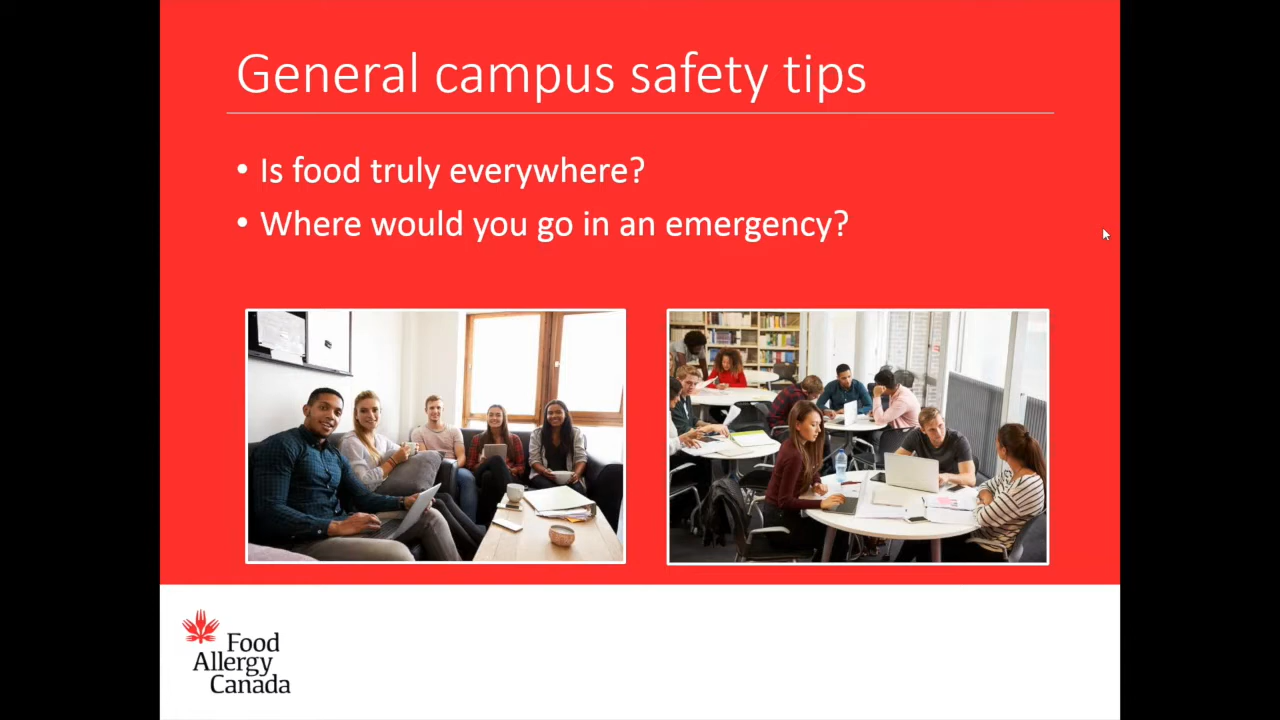 General campus safety tips
• Is food truly everywhere?
• Where would you go in an emergency?
Food
Allergy
Canada